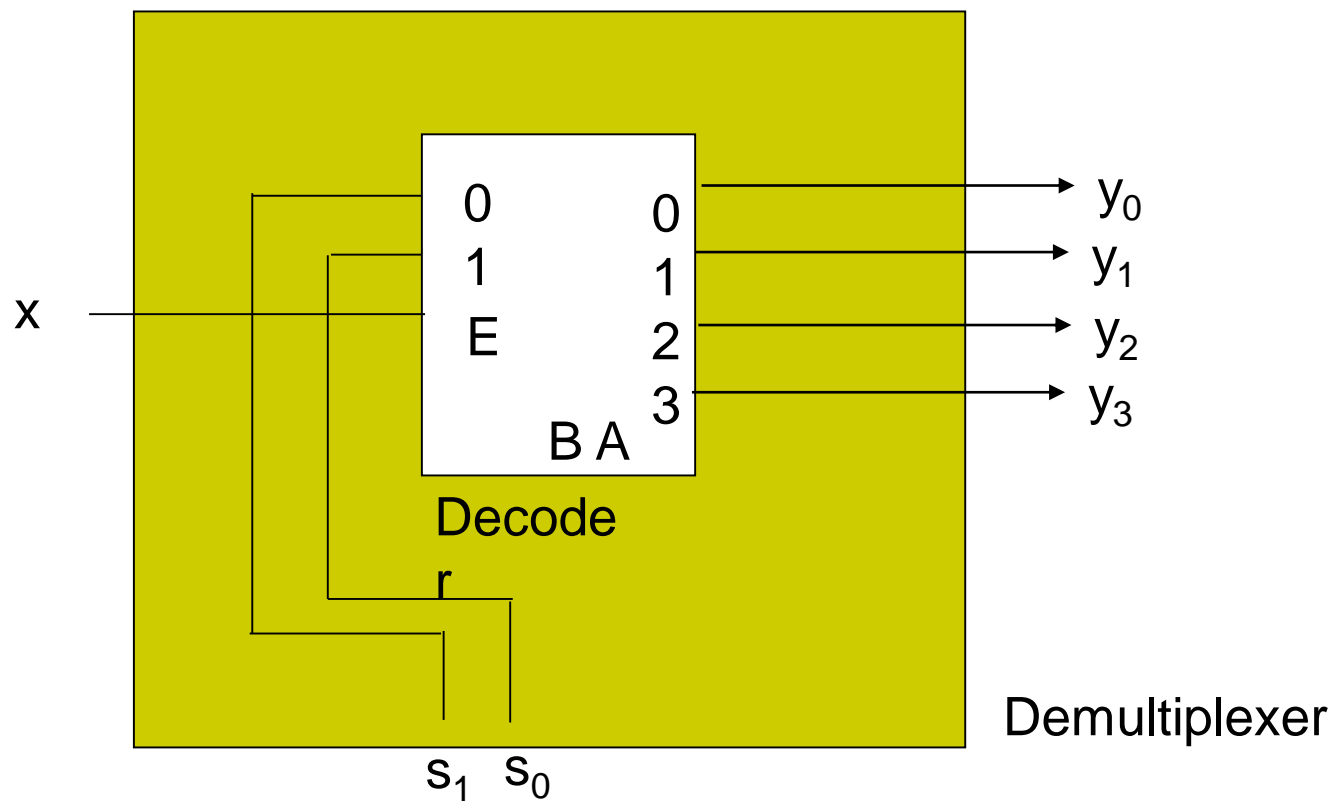 x
0
1
E
0
1
2
3
B A
Decode
r
y₀
y₁
y₂
y₃
s₁ s₀
Demultiplexer